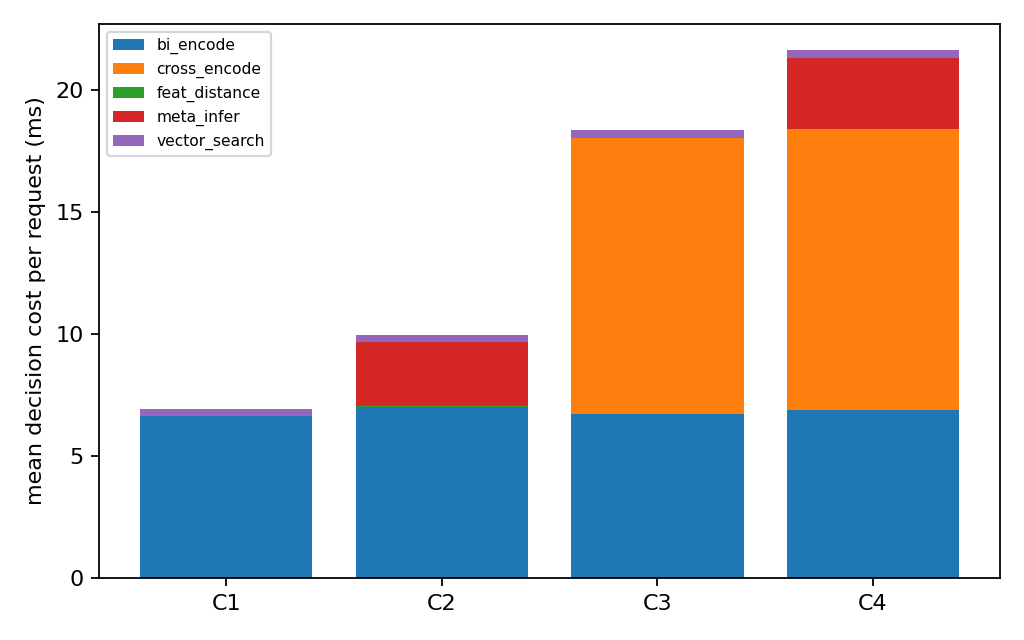 bi_encode
cross_encode
feat_distance
meta_infer
vector_search
mean decision cost per request (ms)
20
15
10
5
0
C1 C2 C3 C4